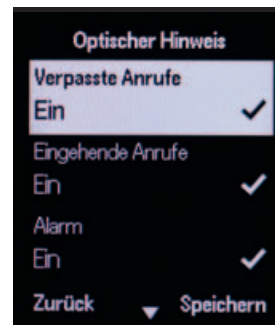 Optischer Hinweis
Verpasste Anrufe
Ein
Eingehende Anrufe
Ein
Alarm
Ein
Zurück Speichern